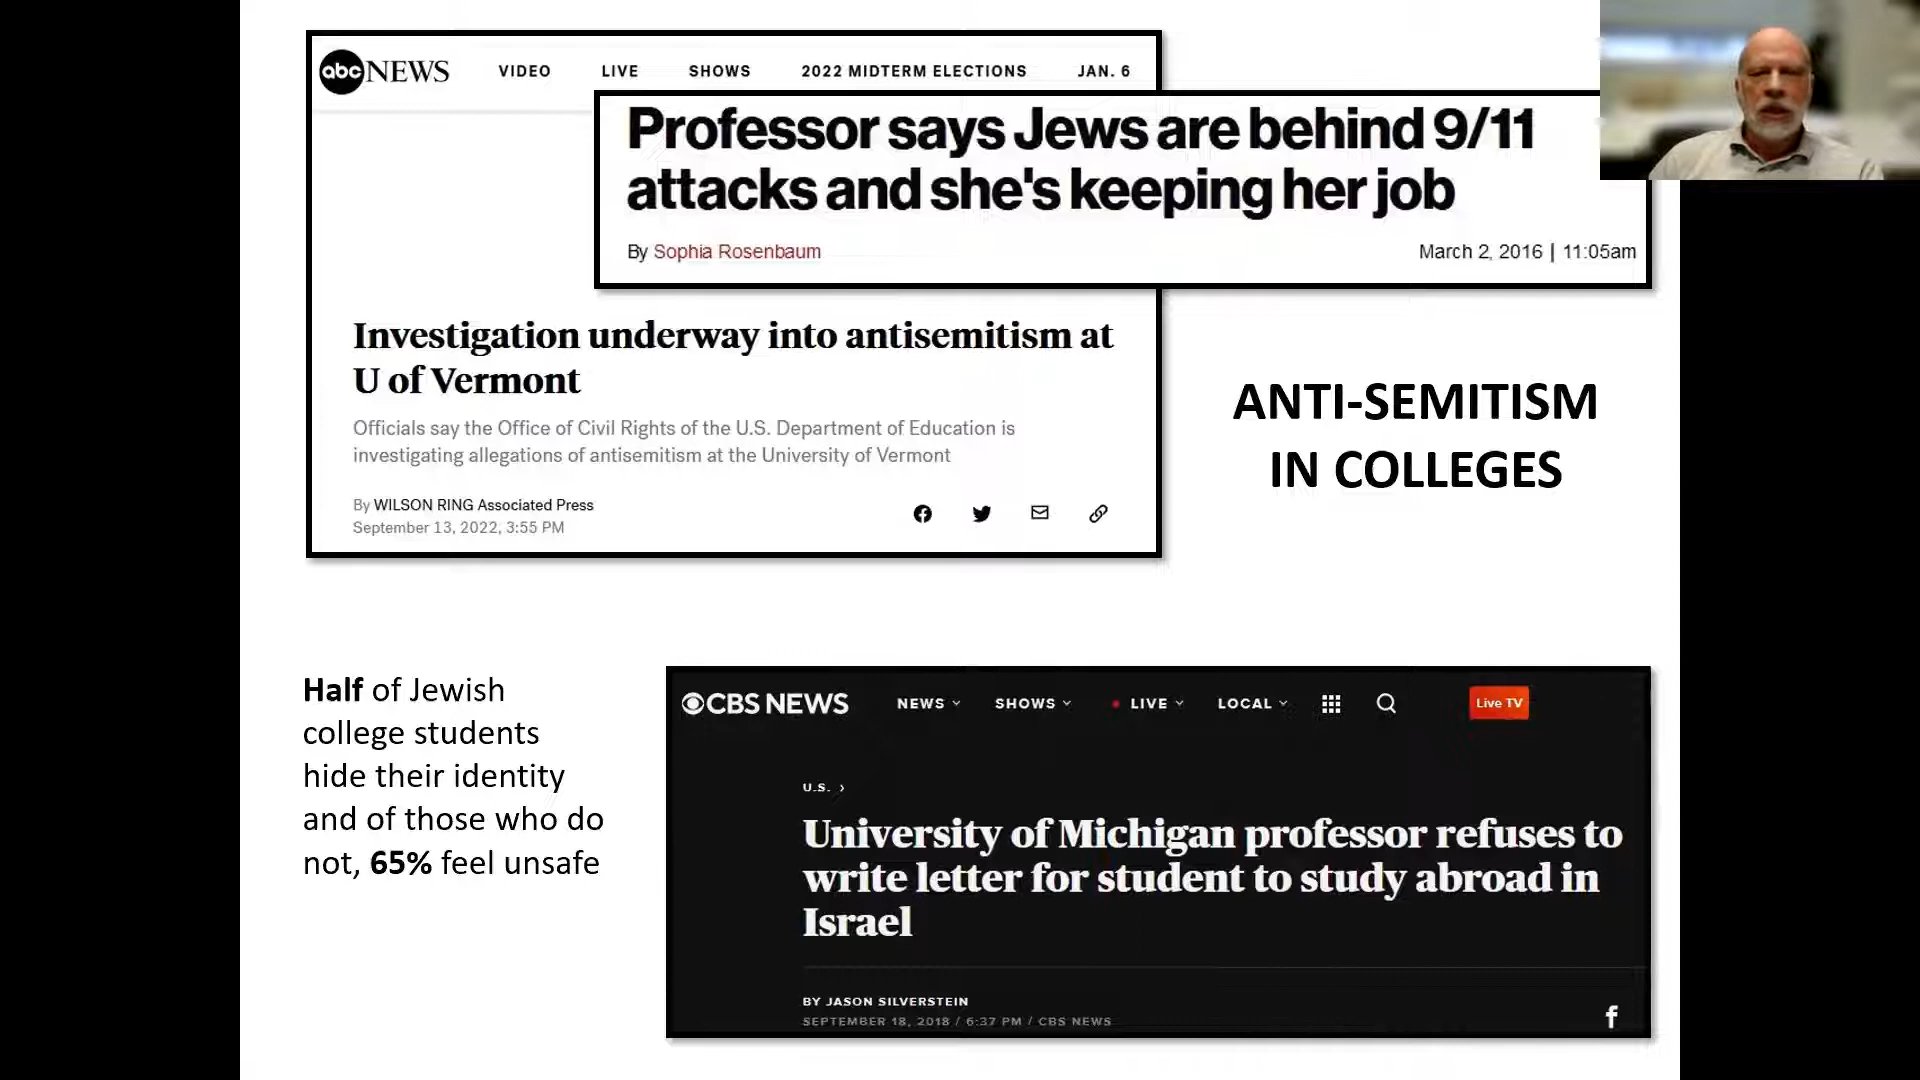 abc NEWS VIDEO LIVE SHOWS 2022 MIDTERM ELECTIONS JAN. 6
Professor says Jews are behind 9/11
attacks and she's keeping her job
By Sophia Rosenbaum March 2, 2016 | 11:05am
Investigation underway into antisemitism at
U of Vermont
Officials say the Office of Civil Rights of the U.S. Department of Education is
investigating allegations of antisemitism at the University of Vermont
By WILSON RING Associated Press
September 13, 2022, 3:55 PM
ANTI-SEMITISM
IN COLLEGES
Half of Jewish
college students
hide their identity
and of those who do
not, 65% feel unsafe
CBS NEWS NEWS SHOWS LIVE LOCAL Live TV
U.S. ›
University of Michigan professor refuses to
write letter for student to study abroad in
Israel
BY JASON SILVERSTEIN
SEPTEMBER 18, 2018 / 6:37 PM / CBS NEWS